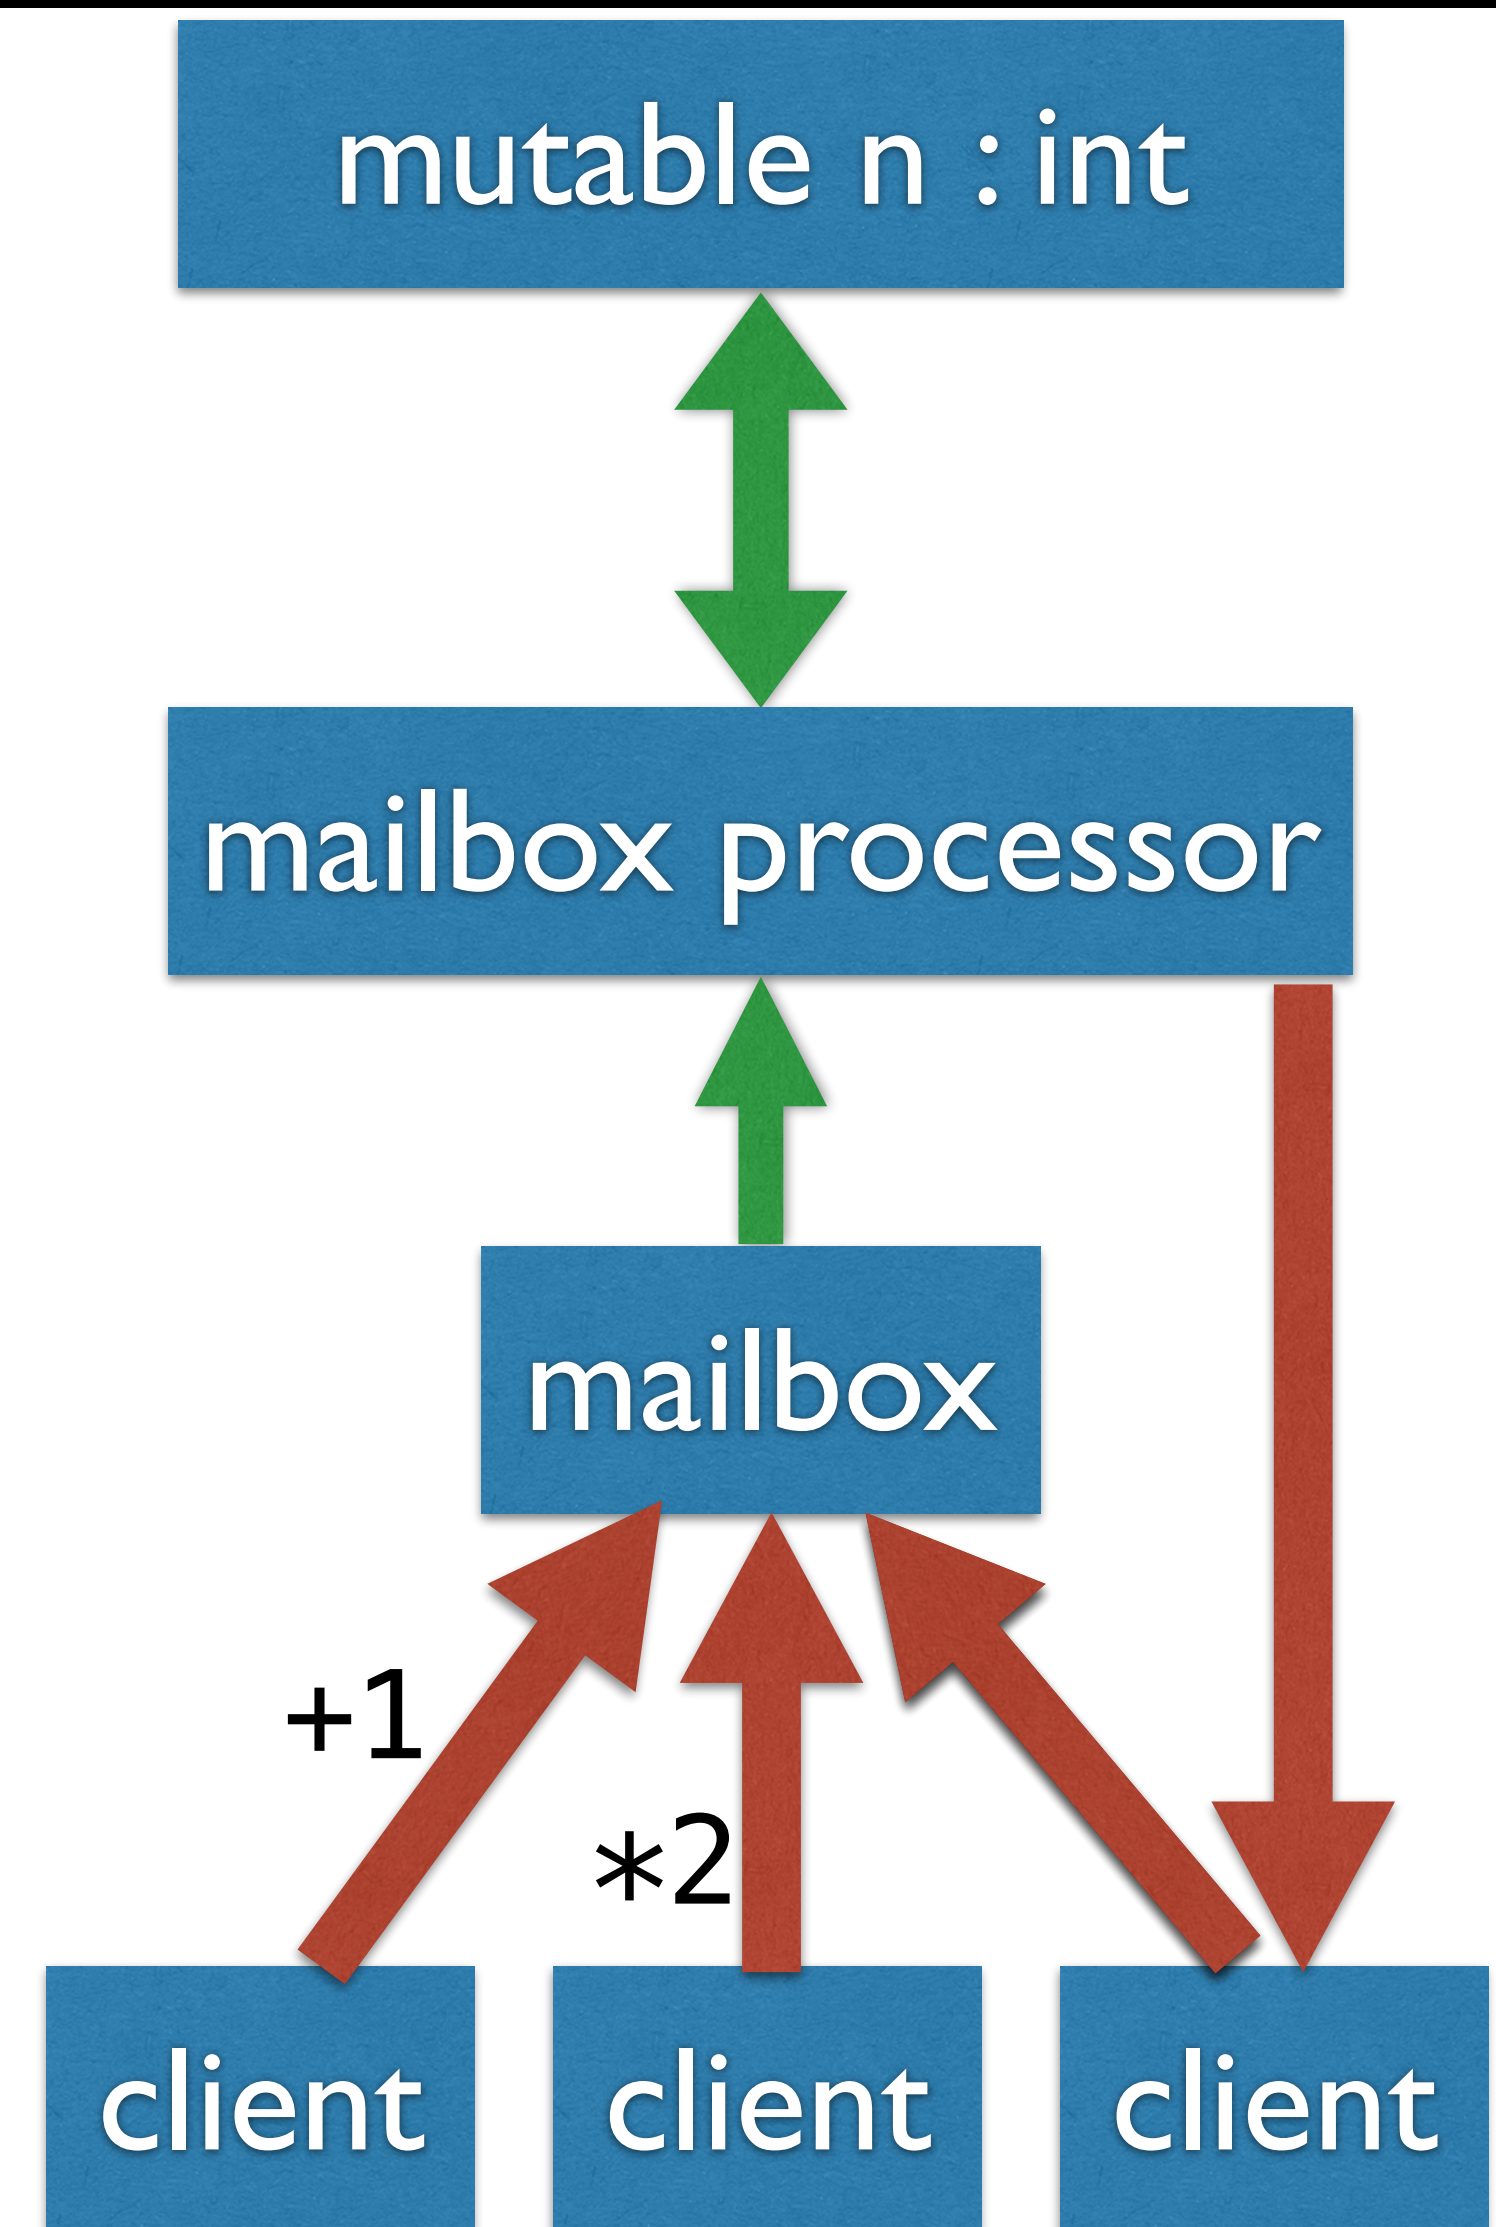 mutable n : int
mailbox processor
mailbox
+1
*2
client
client
client